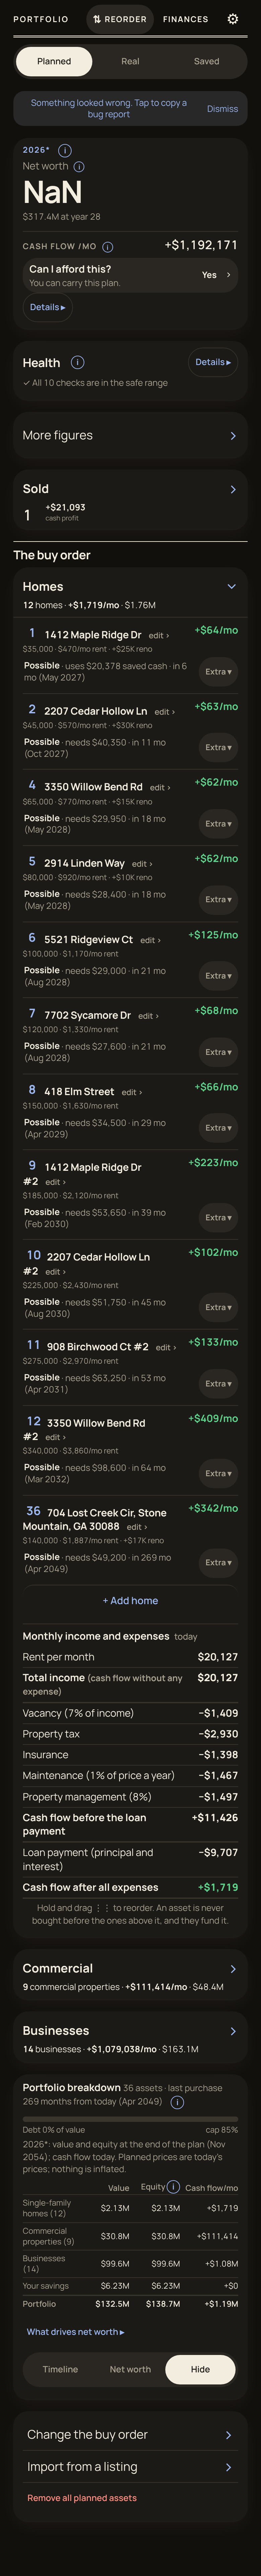 PORTFOLIO
⇅ REORDER
FINANCES
⚙
Planned
Real
Saved
Something looked wrong. Tap to copy a
bug report
Dismiss
2026* ⓘ
Net worth ⓘ
NaN
$317.4M at year 28
CASH FLOW /MO ⓘ
+$1,192,171
Can I afford this?
You can carry this plan.
Yes ›
Details ▸
Health ⓘ
Details ▸
✓ All 10 checks are in the safe range
More figures
Sold
1
+$21,093
cash profit
The buy order
Homes
12 homes · +$1,719/mo · $1.76M
1 1412 Maple Ridge Dr edit ›
+$64/mo
$35,000 · $470/mo rent · +$25K reno
Possible · uses $20,378 saved cash · in 6
mo (May 2027)
Extra ▾
2 2207 Cedar Hollow Ln edit ›
+$63/mo
$45,000 · $570/mo rent · +$30K reno
Possible · needs $40,350 · in 11 mo
(Oct 2027)
Extra ▾
4 3350 Willow Bend Rd edit ›
+$62/mo
$65,000 · $770/mo rent · +$15K reno
Possible · needs $29,950 · in 18 mo
(May 2028)
Extra ▾
5 2914 Linden Way edit ›
+$62/mo
$80,000 · $920/mo rent · +$10K reno
Possible · needs $28,400 · in 18 mo
(May 2028)
Extra ▾
6 5521 Ridgeview Ct edit ›
+$125/mo
$100,000 · $1,170/mo rent
Possible · needs $29,000 · in 21 mo
(Aug 2028)
Extra ▾
7 7702 Sycamore Dr edit ›
+$68/mo
$120,000 · $1,330/mo rent
Possible · needs $27,600 · in 21 mo
(Aug 2028)
Extra ▾
8 418 Elm Street edit ›
+$66/mo
$150,000 · $1,630/mo rent
Possible · needs $34,500 · in 29 mo
(Apr 2029)
Extra ▾
9 1412 Maple Ridge Dr
#2 edit ›
+$223/mo
$185,000 · $2,120/mo rent
Possible · needs $53,650 · in 39 mo
(Feb 2030)
Extra ▾
10 2207 Cedar Hollow Ln
#2 edit ›
+$102/mo
$225,000 · $2,430/mo rent
Possible · needs $51,750 · in 45 mo
(Aug 2030)
Extra ▾
11 908 Birchwood Ct #2 edit ›
+$133/mo
$275,000 · $2,970/mo rent
Possible · needs $63,250 · in 53 mo
(Apr 2031)
Extra ▾
12 3350 Willow Bend Rd
#2 edit ›
+$409/mo
$340,000 · $3,860/mo rent
Possible · needs $98,600 · in 64 mo
(Mar 2032)
Extra ▾
36 704 Lost Creek Cir, Stone
Mountain, GA 30088 edit ›
+$342/mo
$140,000 · $1,887/mo rent · +$17K reno
Possible · needs $49,200 · in 269 mo
(Apr 2049)
Extra ▾
+ Add home
Monthly income and expenses today
Rent per month $20,127
Total income (cash flow without any
expense) $20,127
Vacancy (7% of income) −$1,409
Property tax −$2,930
Insurance −$1,398
Maintenance (1% of price a year) −$1,467
Property management (8%) −$1,497
Cash flow before the loan
payment +$11,426
Loan payment (principal and
interest) −$9,707
Cash flow after all expenses +$1,719
Hold and drag ⋮⋮ to reorder. An asset is never
bought before the ones above it, and they fund it.
Commercial
9 commercial properties · +$111,414/mo · $48.4M
Businesses
14 businesses · +$1,079,038/mo · $163.1M
Portfolio breakdown 36 assets · last purchase
269 months from today (Apr 2049) ⓘ
Debt 0% of value
cap 85%
2026*: value and equity at the end of the plan (Nov
2054); cash flow today. Planned prices are today's
prices; nothing is inflated.
Value Equity ⓘ Cash flow/mo
Single-family
homes (12) $2.13M $2.13M +$1,719
Commercial
properties (9) $30.8M $30.8M +$111,414
Businesses
(14) $99.6M $99.6M +$1.08M
Your savings $6.23M $6.23M +$0
Portfolio $132.5M $138.7M +$1.19M
What drives net worth ▸
Timeline
Net worth
Hide
Change the buy order
Import from a listing
Remove all planned assets